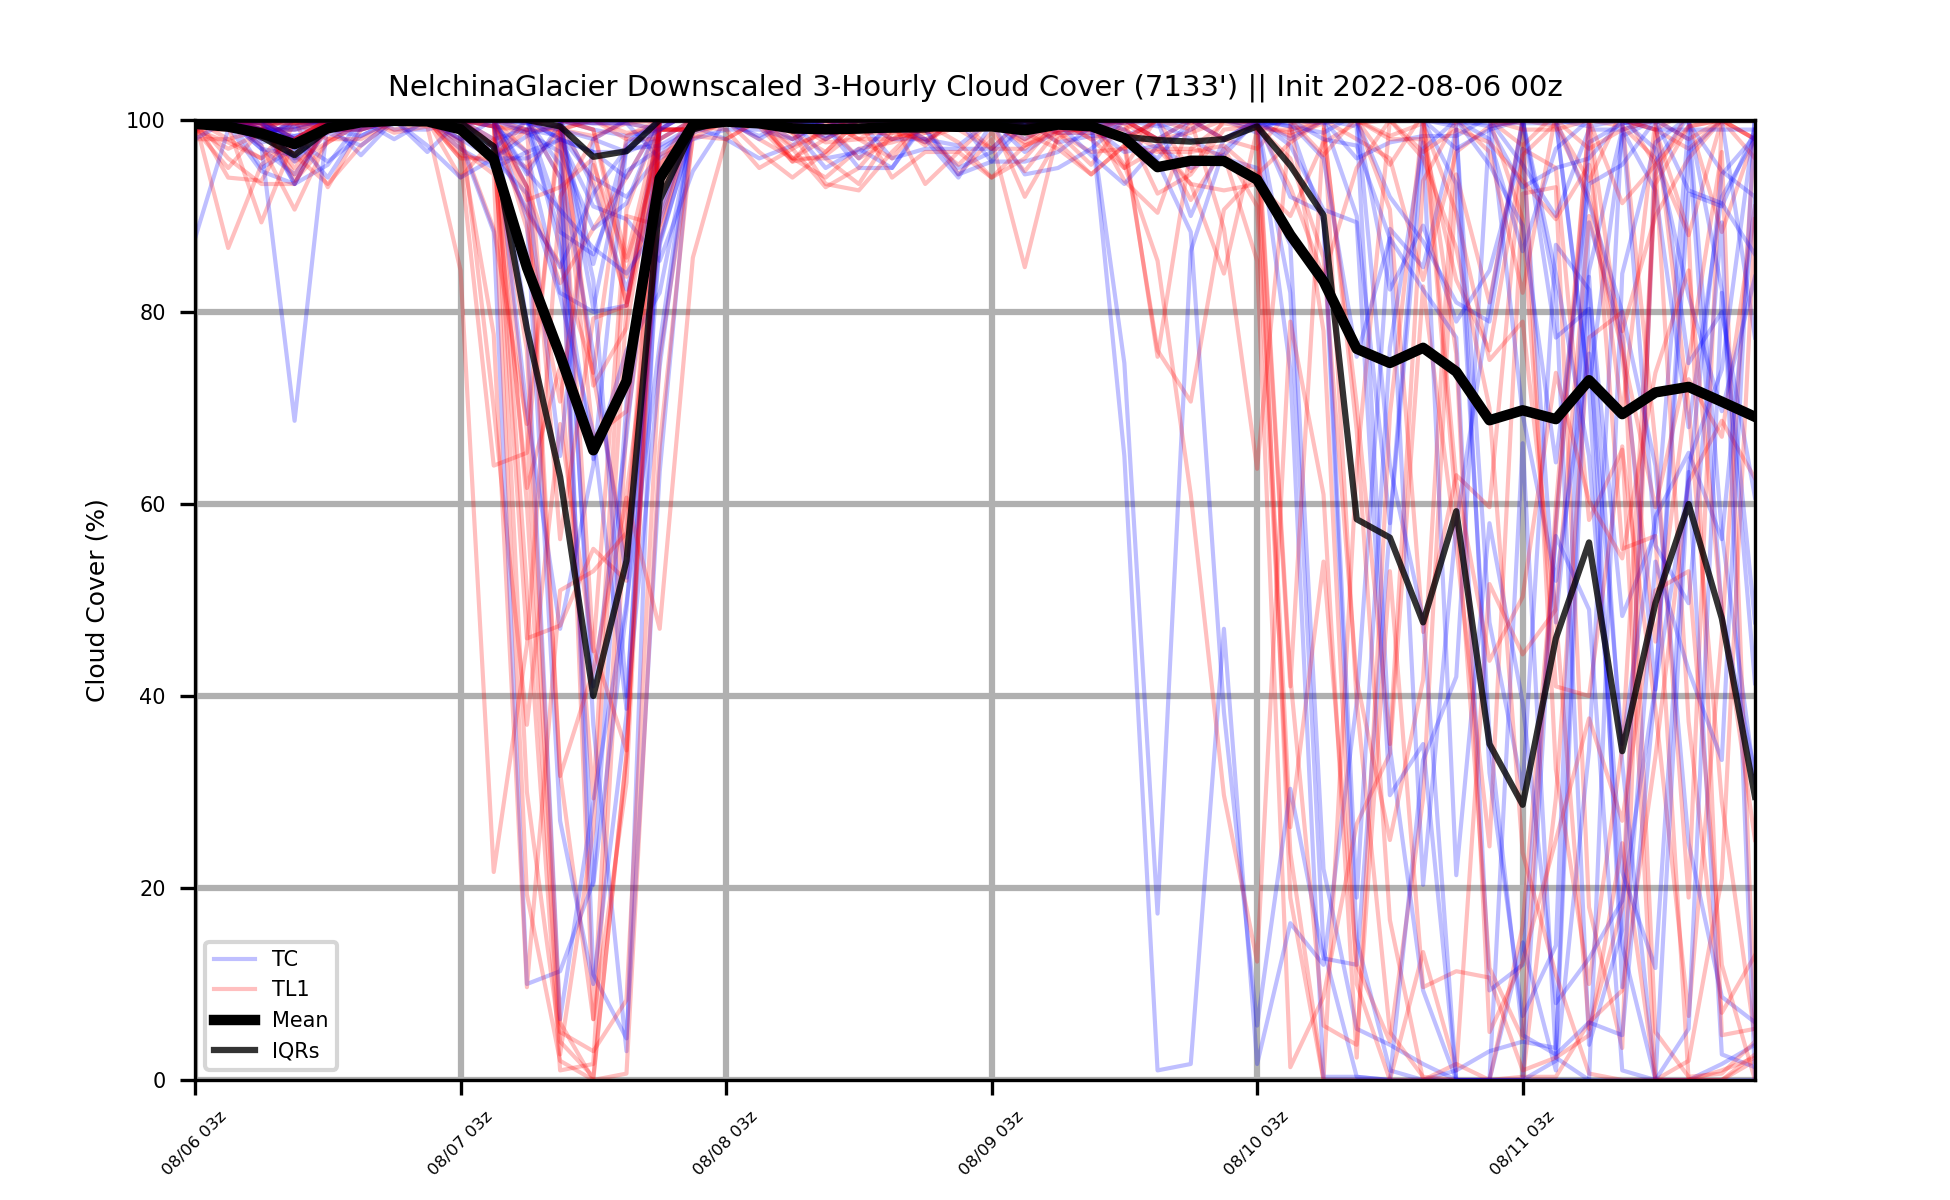 NelchinaGlacier Downscaled 3-Hourly Cloud Cover (7133') || Init 2022-08-06 00z
Cloud Cover (%)
100
80
60
40
20
0
TC
TL1
Mean
IQRs
08/06 03z
08/07 03z
08/08 03z
08/09 03z
08/10 03z
08/11 03z